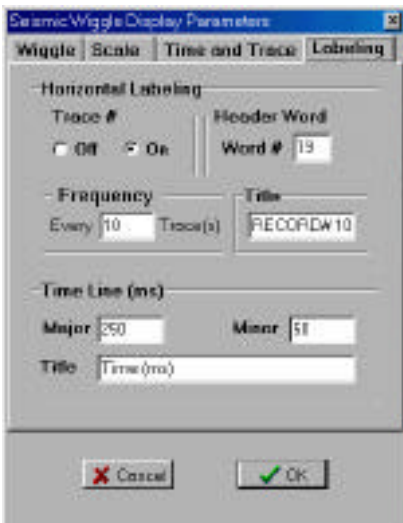 Seismic Wiggle Display Parameters
Wiggle Scale Time and Trace Labeling
Horizontal Labeling
Trace # Header Word
Off On Word # 19
Frequency Title
Every 10 Trace(s) RECORD# 10
Time Line (ms)
Major 250 Minor 50
Title Time (ms)
Cancel OK